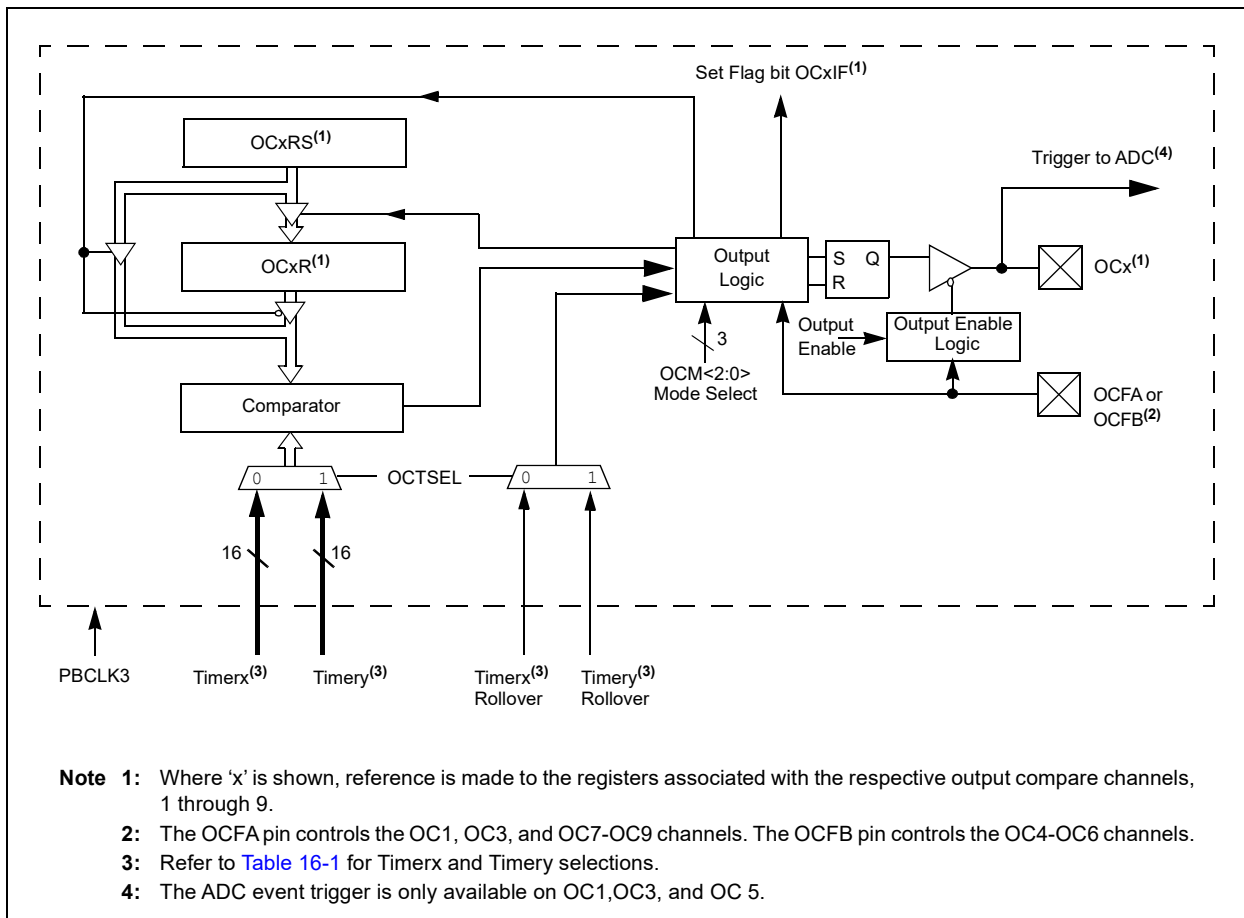 Set Flag bit OCxIF(1)
OCxRS(1)
Trigger to ADC(4)
OCxR(1)
Output
Logic
S Q
R
OCx(1)
3
Output
Enable
Output Enable
Logic
OCM<2:0>
Mode Select
Comparator
OCFA or
OCFB(2)
0 1
OCTSEL
0 1
16
16
PBCLK3
Timerx(3)
Timery(3)
Timerx(3)
Rollover
Timery(3)
Rollover
Note 1: Where ‘x’ is shown, reference is made to the registers associated with the respective output compare channels,
1 through 9.
2: The OCFA pin controls the OC1, OC3, and OC7-OC9 channels. The OCFB pin controls the OC4-OC6 channels.
3: Refer to Table 16-1 for Timerx and Timery selections.
4: The ADC event trigger is only available on OC1,OC3, and OC 5.